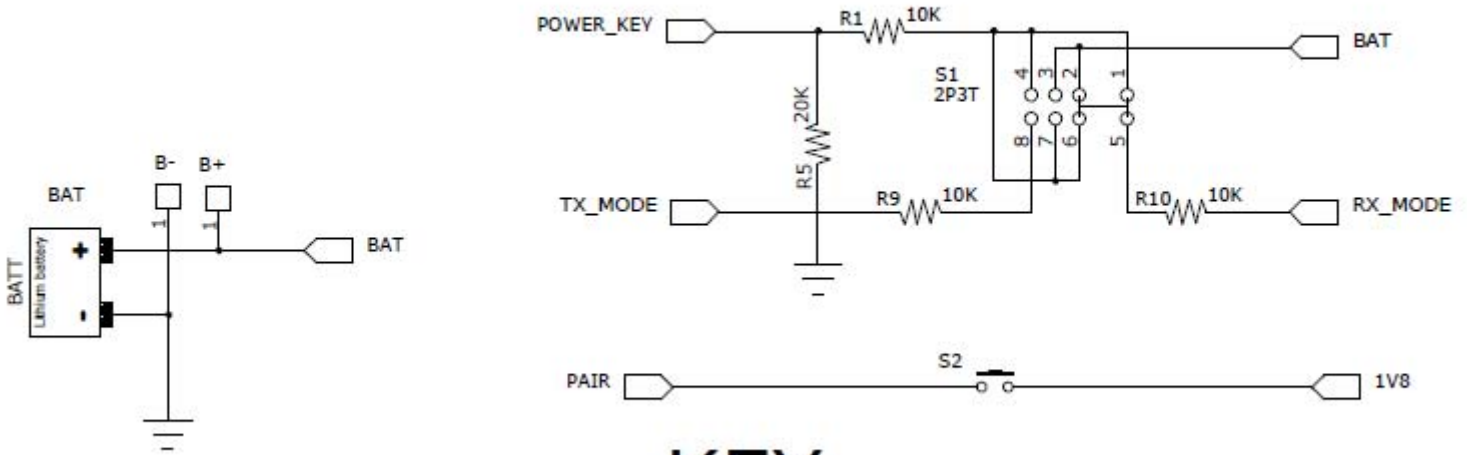 POWER_KEY
R1
10K
BAT
S1
2P3T
4
3
2
1
20K
R5
8
7
6
5
TX_MODE
R9
10K
R10
10K
RX_MODE
B-
B+
BAT
1
1
BATT
Lithium battery
+
-
BAT
PAIR
S2
1V8